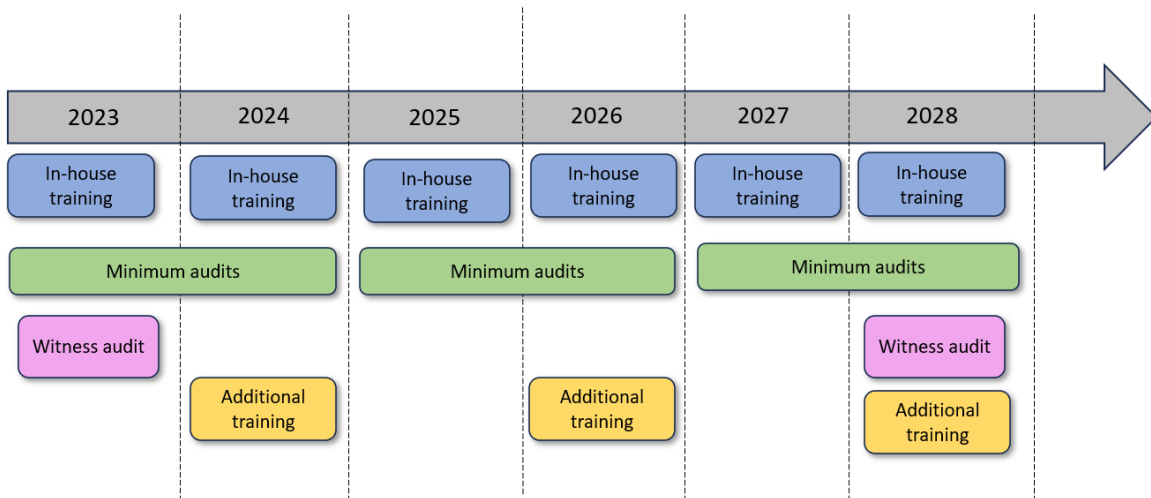 2023
2024
2025
2026
2027
2028
In-house
training
In-house
training
In-house
training
In-house
training
In-house
training
In-house
training
Minimum audits
Minimum audits
Minimum audits
Witness audit
Witness audit
Additional
training
Additional
training
Additional
training